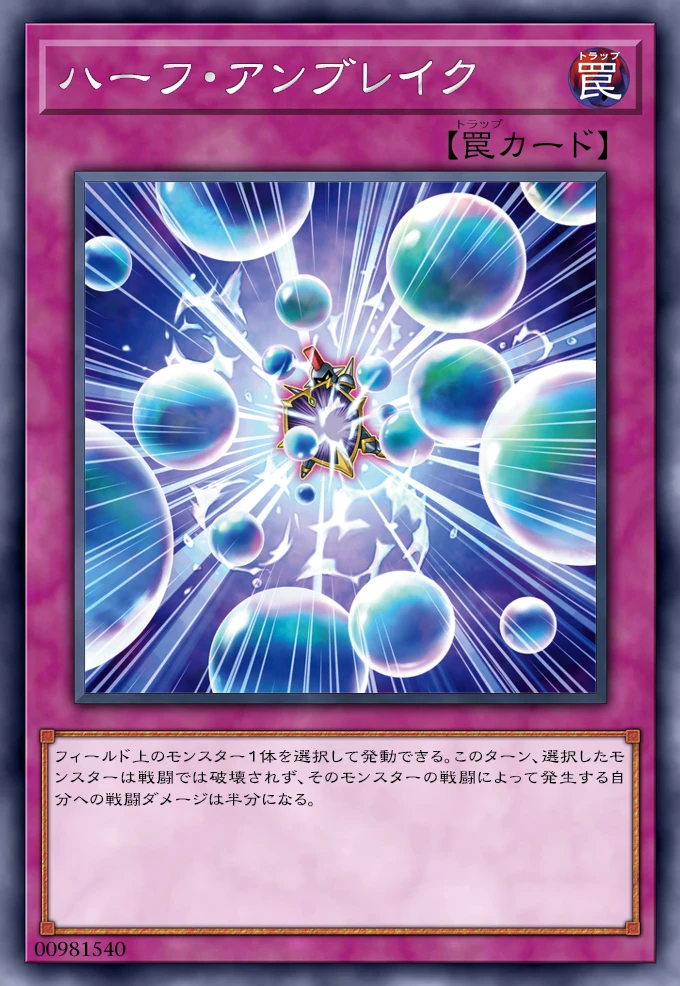 ハーフ・アンブレイク
トラップ
罠
トラップ
【罠カード】
フィールド上のモンスター１体を選択して発動できる。このターン、選択したモ
ンスターは戦闘では破壊されず、そのモンスターの戦闘によって発生する自
分への戦闘ダメージは半分になる。
00981540